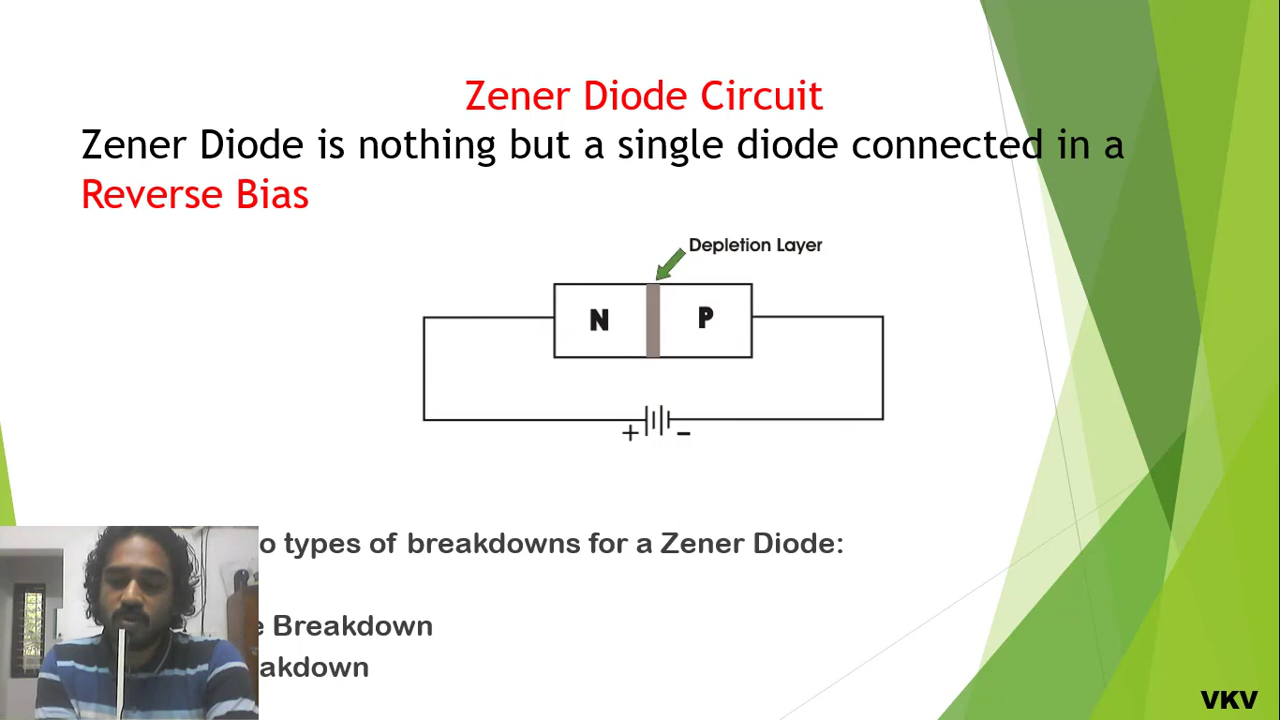 Zener Diode Circuit
Zener Diode is nothing but a single diode connected in a
Reverse Bias
Depletion Layer
N P
+ −
types of breakdowns for a Zener Diode:
Breakdown
VKV